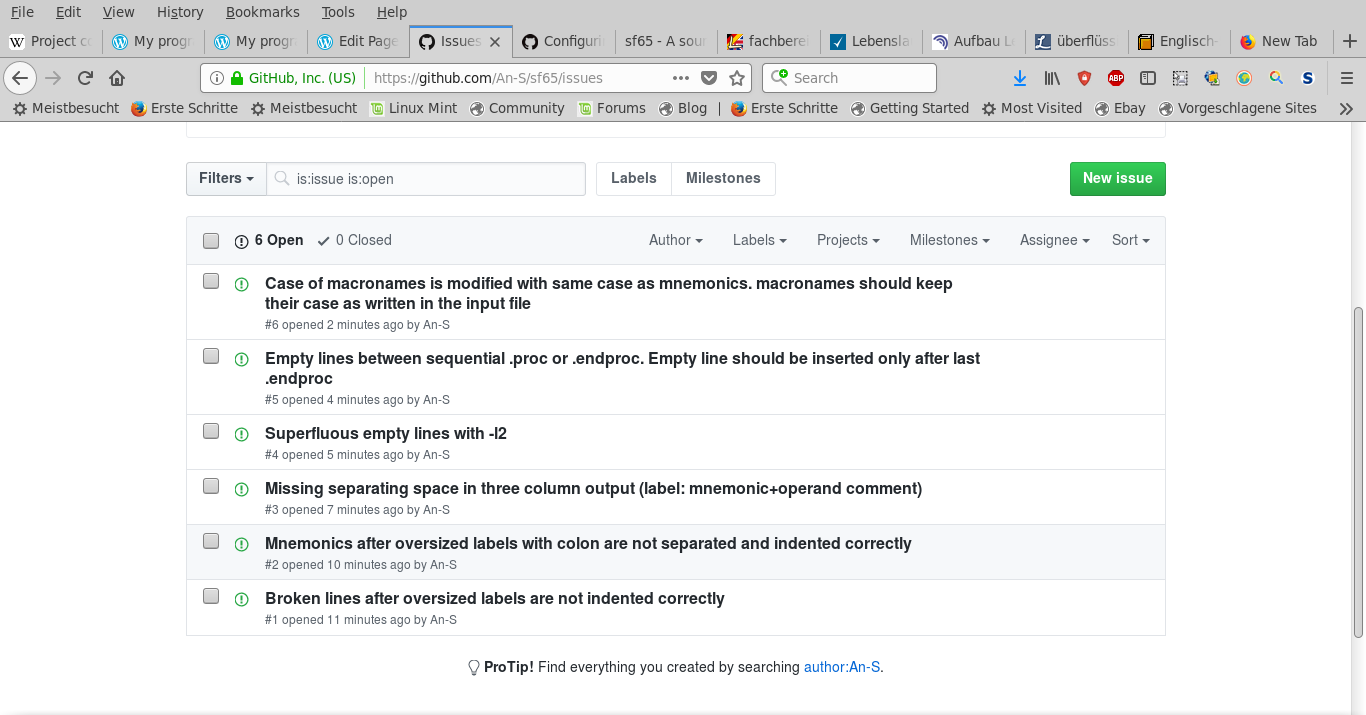 File Edit View History Bookmarks Tools Help
Project co My progr My progr Edit Page Issues Configurin sf65 - A sour fachberei Lebensla Aufbau Le überflüss Englisch- New Tab
GitHub, Inc. (US) https://github.com/An-S/sf65/issues Search
Meistbesucht Erste Schritte Meistbesucht Linux Mint Community Forums Blog | Erste Schritte Getting Started Most Visited Ebay Vorgeschlagene Sites
Filters is:issue is:open Labels Milestones New issue
6 Open 0 Closed Author Labels Projects Milestones Assignee Sort
Case of macronames is modified with same case as mnemonics. macronames should keep
their case as written in the input file
#6 opened 2 minutes ago by An-S
Empty lines between sequential .proc or .endproc. Empty line should be inserted only after last
.endproc
#5 opened 4 minutes ago by An-S
Superfluous empty lines with -l2
#4 opened 5 minutes ago by An-S
Missing separating space in three column output (label: mnemonic+operand comment)
#3 opened 7 minutes ago by An-S
Mnemonics after oversized labels with colon are not separated and indented correctly
#2 opened 10 minutes ago by An-S
Broken lines after oversized labels are not indented correctly
#1 opened 11 minutes ago by An-S
ProTip! Find everything you created by searching author:An-S.